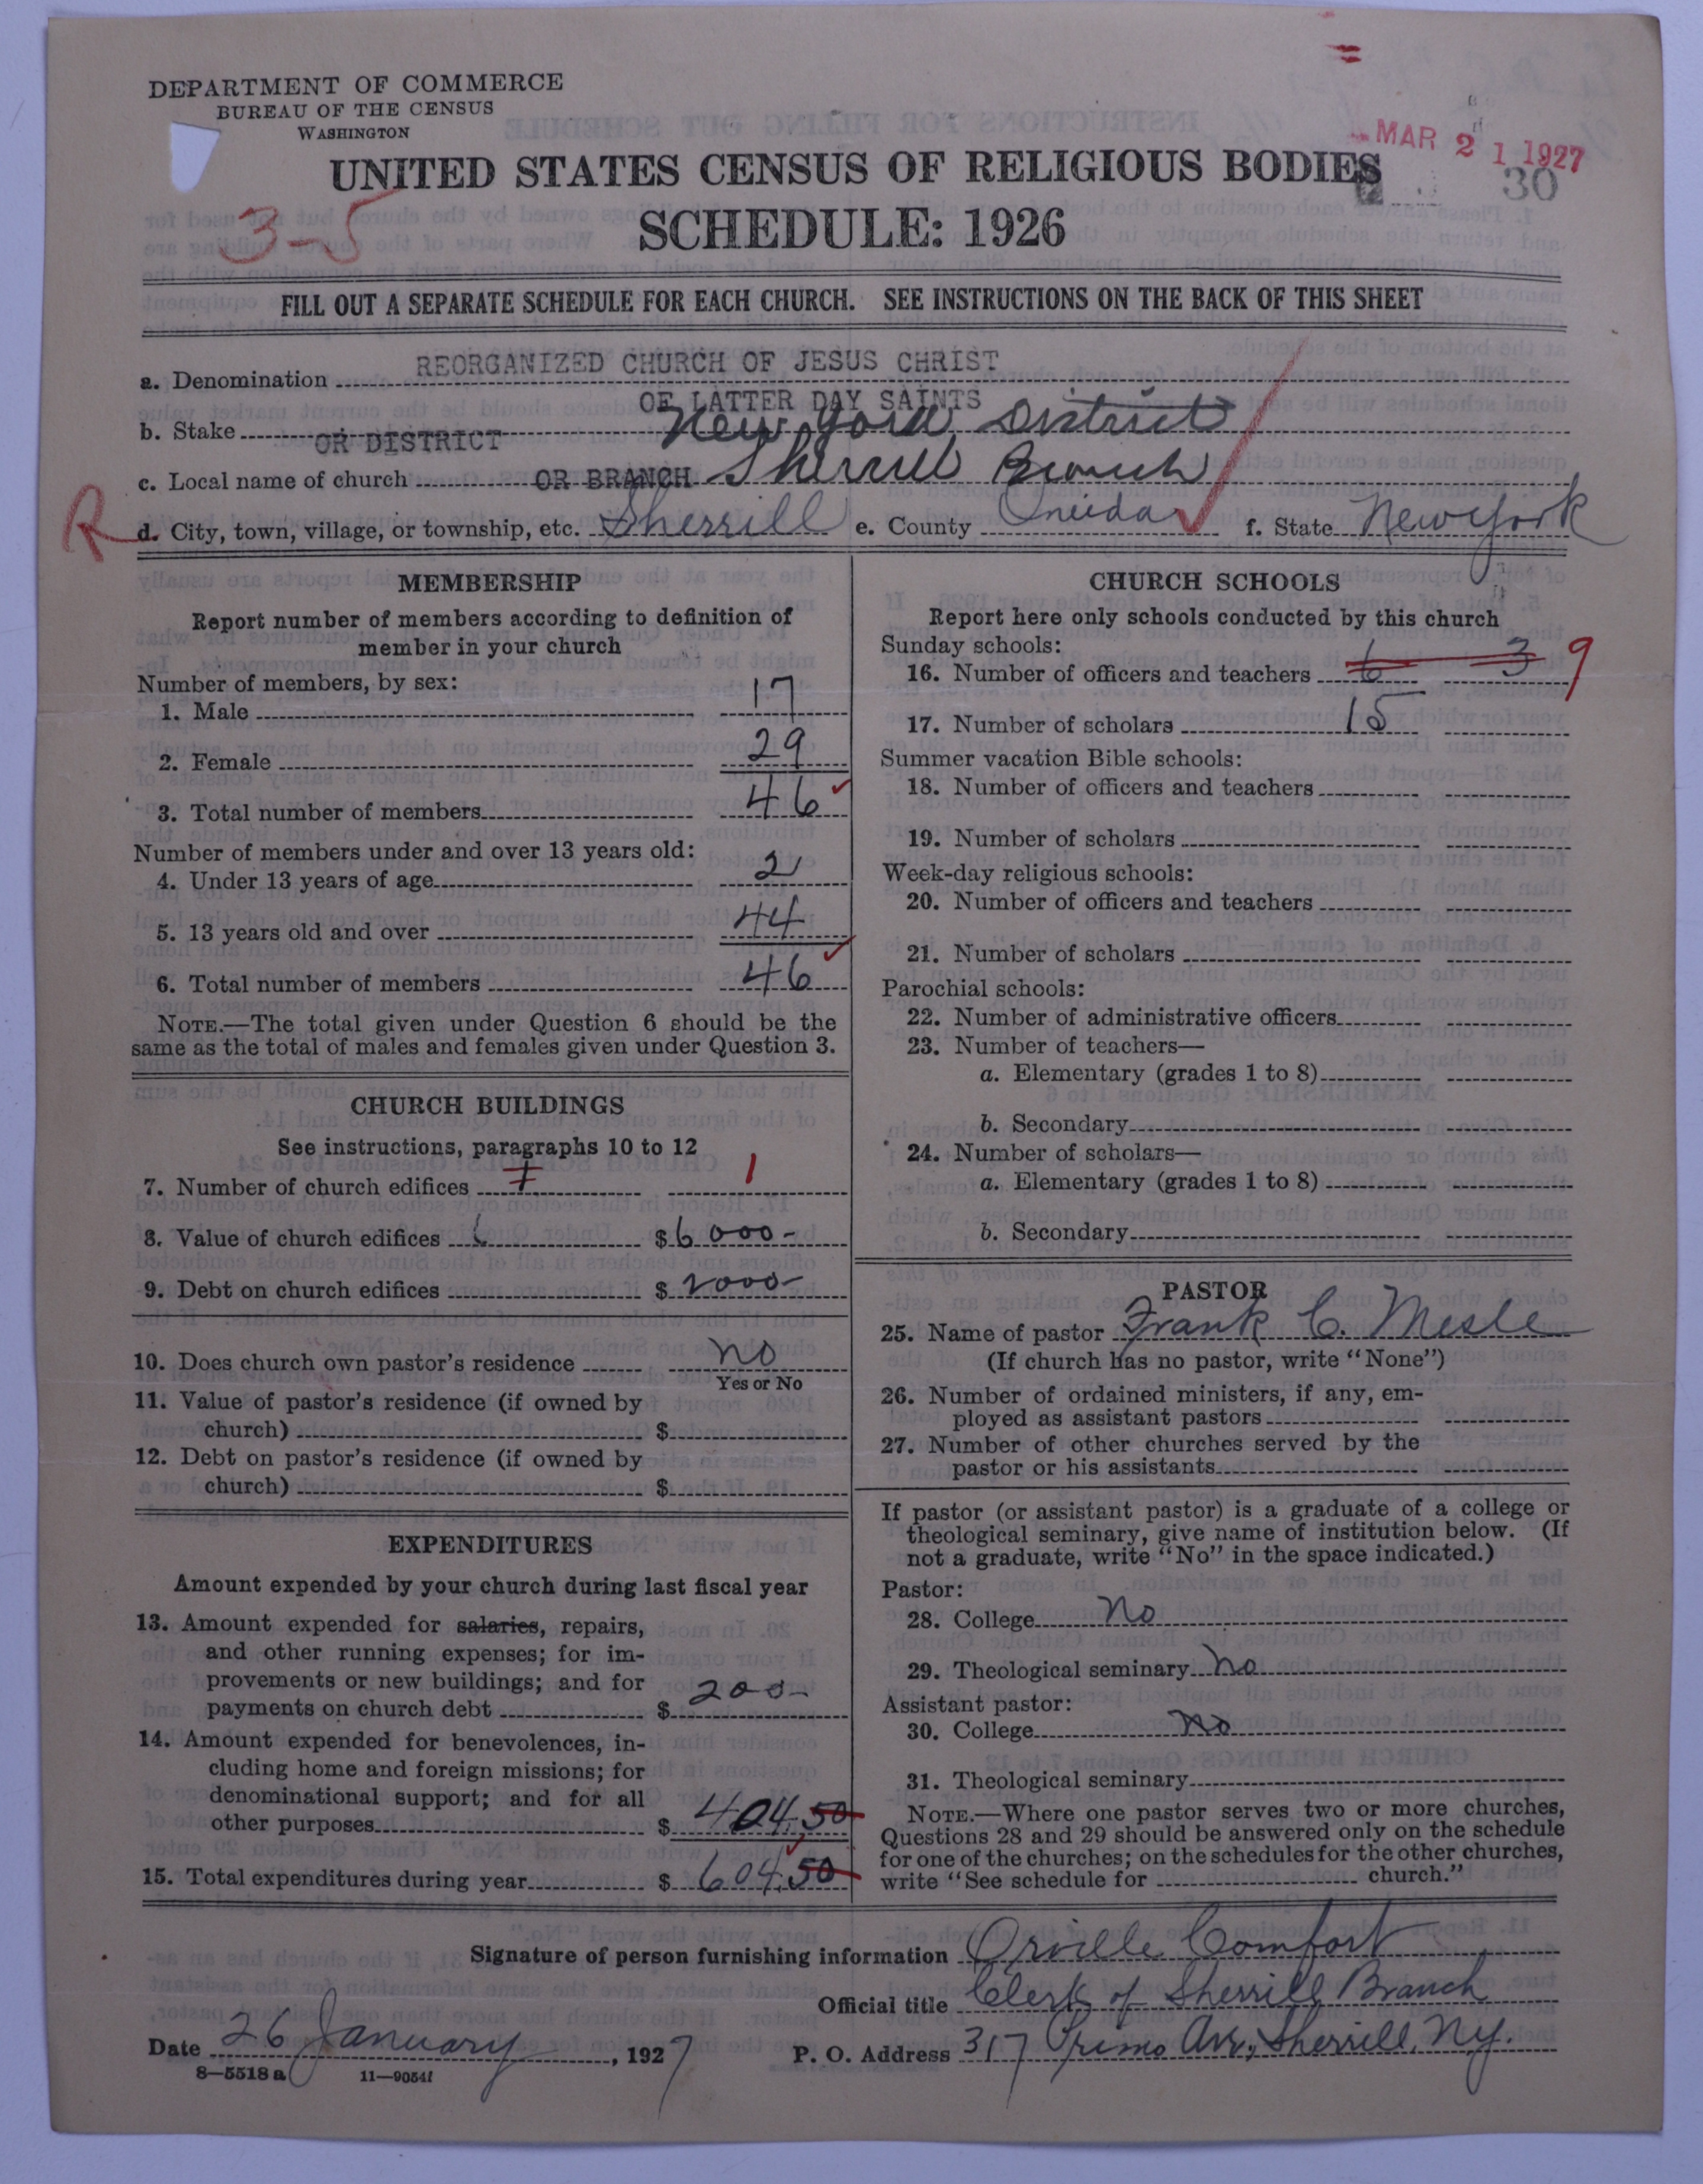 DEPARTMENT OF COMMERCE
BUREAU OF THE CENSUS
WASHINGTON
MAR 21 1927
30
UNITED STATES CENSUS OF RELIGIOUS BODIES
3-5
SCHEDULE: 1926
FILL OUT A SEPARATE SCHEDULE FOR EACH CHURCH. SEE INSTRUCTIONS ON THE BACK OF THIS SHEET
a. Denomination REORGANIZED CHURCH OF JESUS CHRIST
OF LATTER DAY SAINTS
b. Stake OR DISTRICT New York District
c. Local name of church OR BRANCH Sherrill Branch
R d. City, town, village, or township, etc. Sherrill e. County Oneida f. State New York
MEMBERSHIP
Report number of members according to definition of
member in your church
Number of members, by sex:
1. Male 17
2. Female 29
3. Total number of members 46
Number of members under and over 13 years old:
4. Under 13 years of age 2
5. 13 years old and over 44
6. Total number of members 46
NOTE.—The total given under Question 6 should be the
same as the total of males and females given under Question 3.
CHURCH BUILDINGS
See instructions, paragraphs 10 to 12
7. Number of church edifices 1
8. Value of church edifices $6000-
9. Debt on church edifices $ 2000-
10. Does church own pastor's residence No
Yes or No
11. Value of pastor's residence (if owned by
church) $
12. Debt on pastor's residence (if owned by
church) $
EXPENDITURES
Amount expended by your church during last fiscal year
13. Amount expended for salaries, repairs,
and other running expenses; for im-
provements or new buildings; and for
payments on church debt $ 200-
14. Amount expended for benevolences, in-
cluding home and foreign missions; for
denominational support; and for all
other purposes $ 404.50
15. Total expenditures during year $ 604.50
CHURCH SCHOOLS
Report here only schools conducted by this church
Sunday schools:
16. Number of officers and teachers 6 3 9
17. Number of scholars 15
Summer vacation Bible schools:
18. Number of officers and teachers
19. Number of scholars
Week-day religious schools:
20. Number of officers and teachers
21. Number of scholars
Parochial schools:
22. Number of administrative officers
23. Number of teachers—
a. Elementary (grades 1 to 8)
b. Secondary
24. Number of scholars—
a. Elementary (grades 1 to 8)
b. Secondary
PASTOR
25. Name of pastor Frank C. Mesle
(If church has no pastor, write "None")
26. Number of ordained ministers, if any, em-
ployed as assistant pastors
27. Number of other churches served by the
pastor or his assistants
If pastor (or assistant pastor) is a graduate of a college or
theological seminary, give name of institution below. (If
not a graduate, write "No" in the space indicated.)
Pastor:
28. College No
29. Theological seminary No
Assistant pastor:
30. College No
31. Theological seminary
NOTE.—Where one pastor serves two or more churches,
Questions 28 and 29 should be answered only on the schedule
for one of the churches; on the schedules for the other churches,
write "See schedule for church."
Signature of person furnishing information Orville Comfort
Official title Clerk of Sherrill Branch
Date 26 January, 1927 P. O. Address 317 Primo Ave, Sherrill, N.Y.
8-5518 a 11-9054